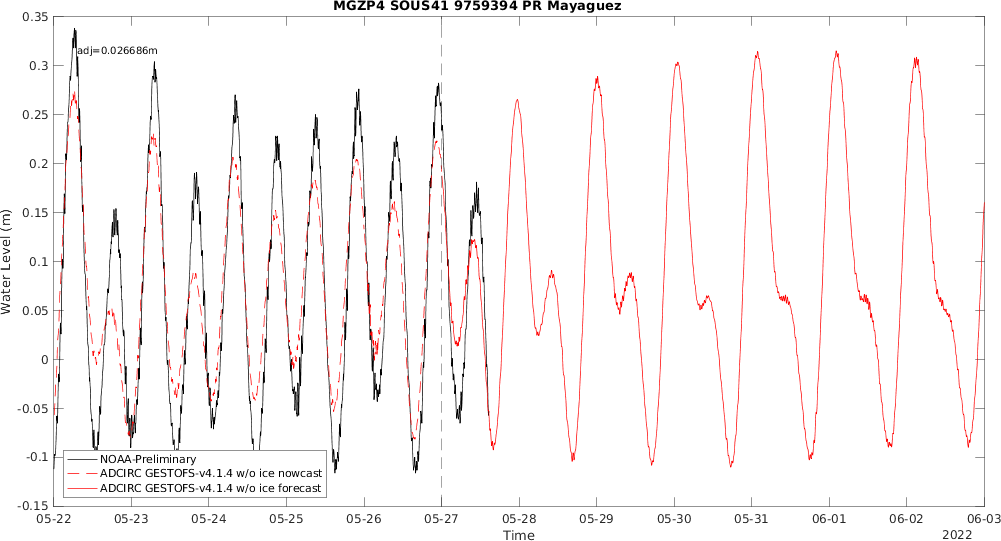 MGZP4 SOUS41 9759394 PR Mayaguez
0.35
0.3
0.25
0.2
0.15
0.1
0.05
0
-0.05
-0.1
-0.15
Water Level (m)
adj=0.026686m
NOAA-Preliminary
ADCIRC GESTOFS-v4.1.4 w/o ice nowcast
ADCIRC GESTOFS-v4.1.4 w/o ice forecast
05-22 05-23 05-24 05-25 05-26 05-27 05-28 05-29 05-30 05-31 06-01 06-02 06-03
Time
2022